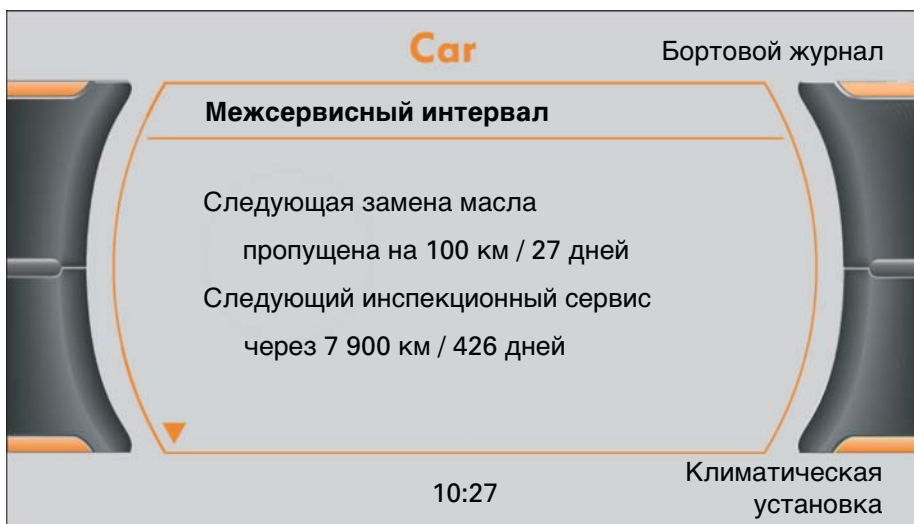 Car
Бортовой журнал
Межсервисный интервал
Следующая замена масла
пропущена на 100 км / 27 дней
Следующий инспекционный сервис
через 7 900 км / 426 дней
10:27
Климатическая
установка